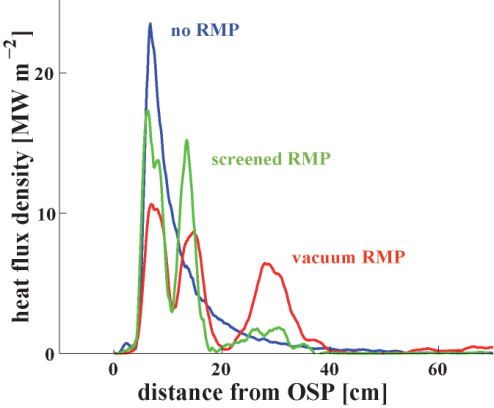 no RMP
20
screened RMP
10
vacuum RMP
0
0 20 40 60
distance from OSP [cm]
heat flux density [MW m⁻²]